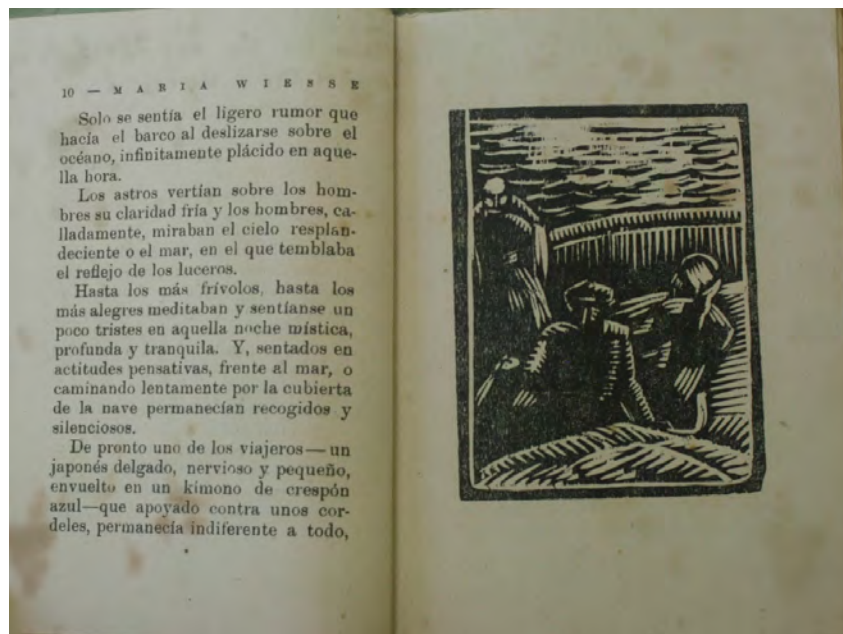 10 — MARIA WIESSE
Solo se sentía el ligero rumor que
hacía el barco al deslizarse sobre el
océano, infinitamente plácido en aque-
lla hora.
Los astros vertían sobre los hom-
bres su claridad fría y los hombres, ca-
lladamente, miraban el cielo resplan-
deciente o el mar, en el que temblaba
el reflejo de los luceros.
Hasta los más frívolos, hasta los
más alegres meditaban y sentíanse un
poco tristes en aquella noche mística,
profunda y tranquila. Y, sentados en
actitudes pensativas, frente al mar, o
caminando lentamente por la cubierta
de la nave permanecían recogidos y
silenciosos.
De pronto uno de los viajeros—un
japonés delgado, nervioso y pequeño,
envuelto en un kímono de crespón
azul—que apoyado contra unos cor-
deles, permanecía indiferente a todo,